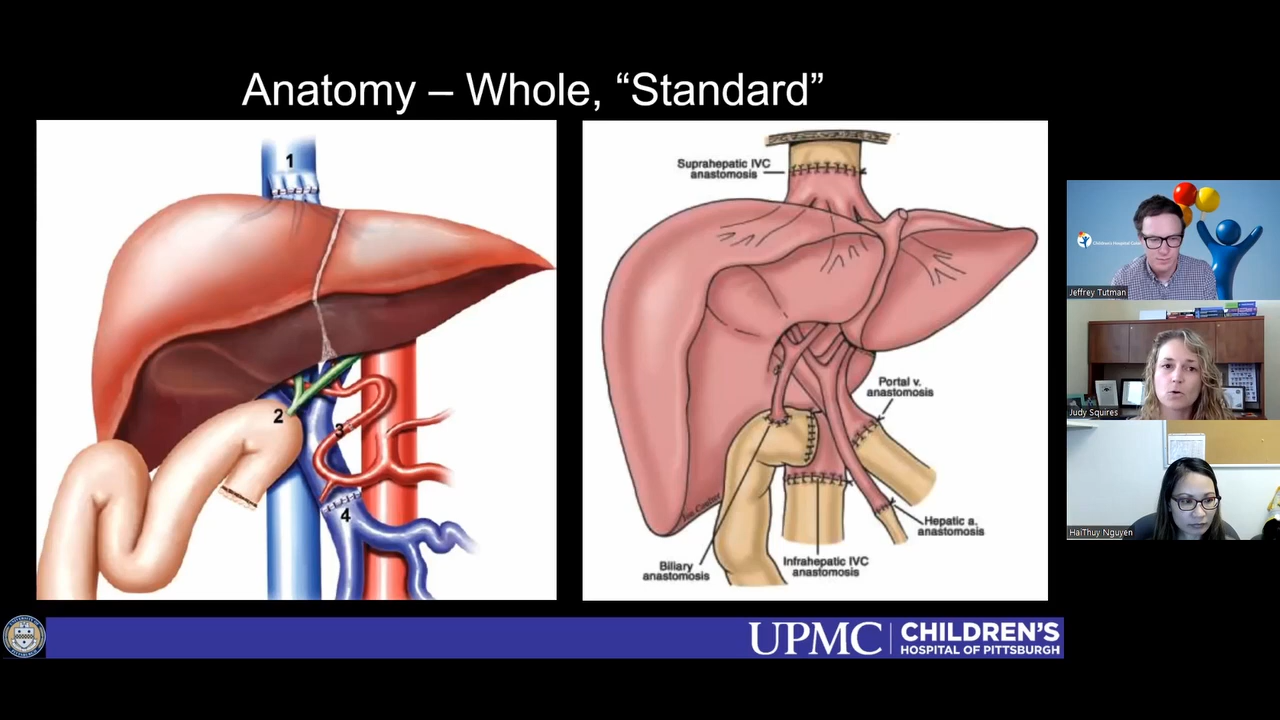 Anatomy – Whole, “Standard”
1
2
3
4
Suprahepatic IVC
anastomosis
Portal v.
anastomosis
Hepatic a.
anastomosis
Infrahepatic IVC
anastomosis
Biliary
anastomosis
UPMC
CHILDREN'S
HOSPITAL OF PITTSBURGH
Jeffrey Tutman
Judy Squires
HaiThuy Nguyen